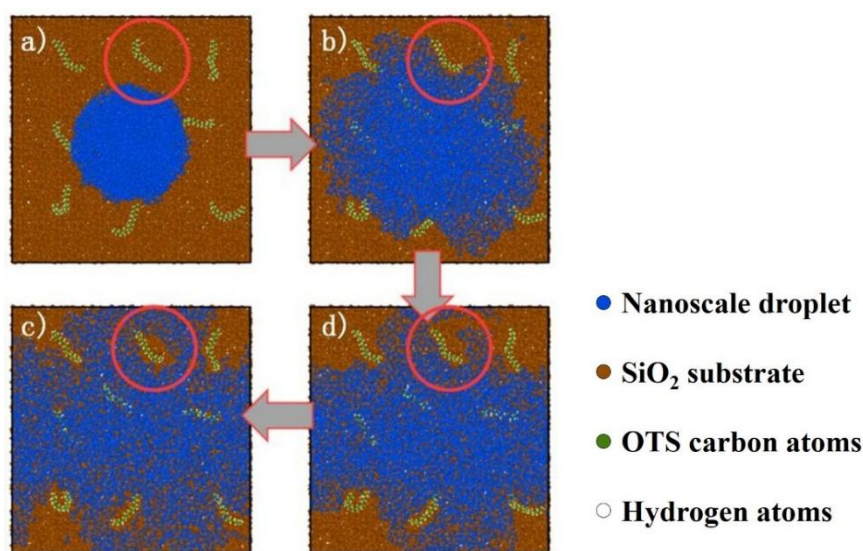 a)
b)
c)
d)
Nanoscale droplet
SiO₂ substrate
OTS carbon atoms
Hydrogen atoms